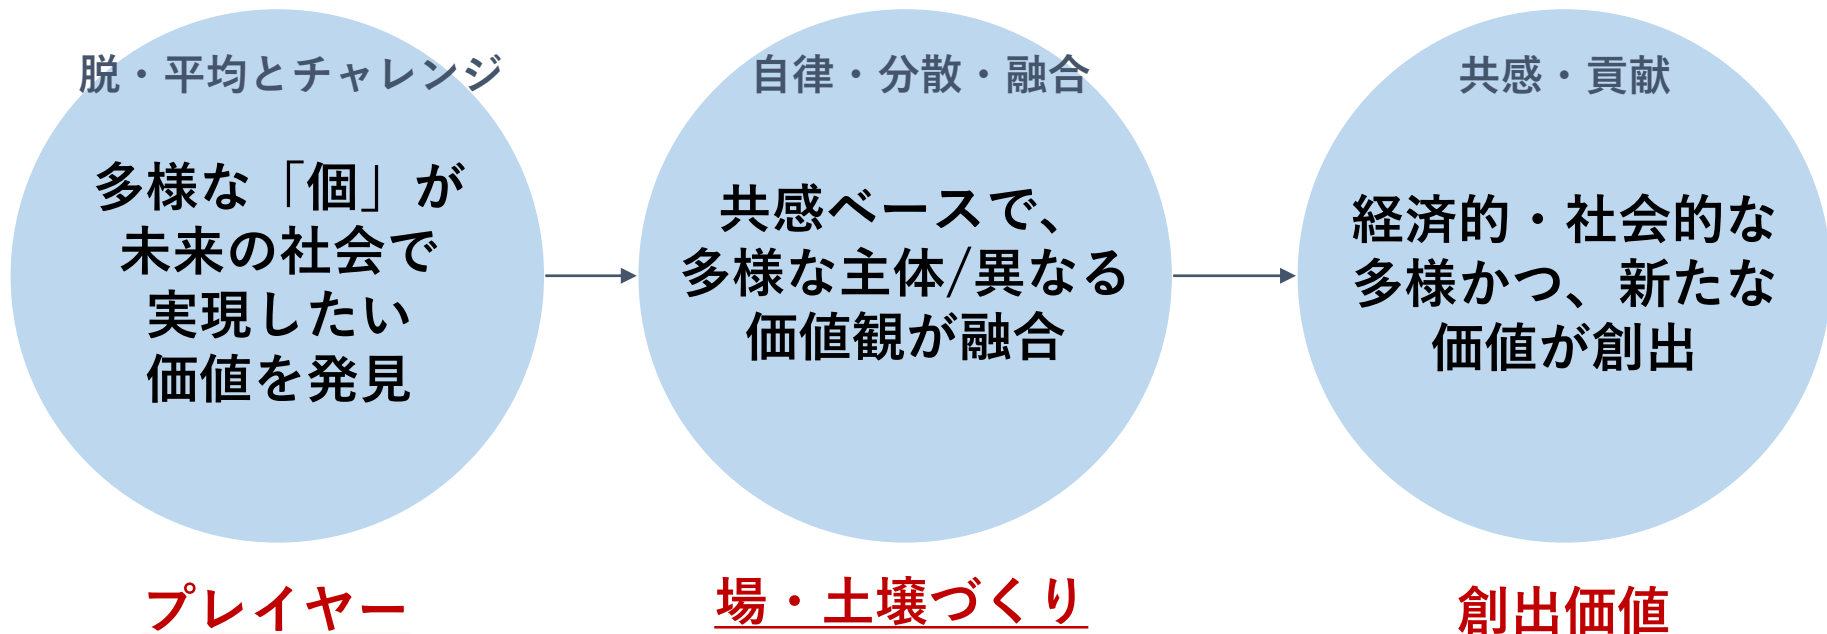 脱・平均とチャレンジ
多様な「個」が
未来の社会で
実現したい
価値を発見
プレイヤー
自律・分散・融合
共感ベースで、
多様な主体/異なる
価値観が融合
場・土壌づくり
共感・貢献
経済的・社会的な
多様かつ、新たな
価値が創出
創出価値